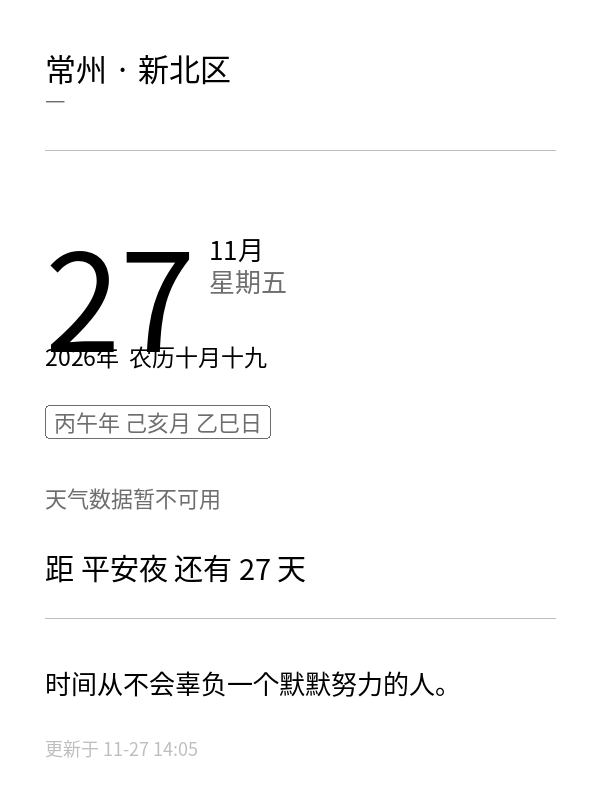 常州 · 新北区
—
27
11月
星期五
2026年 农历十月十九
丙午年 己亥月 乙巳日
天气数据暂不可用
距 平安夜 还有 27 天
时间从不会辜负一个默默努力的人。
更新于 11-27 14:05